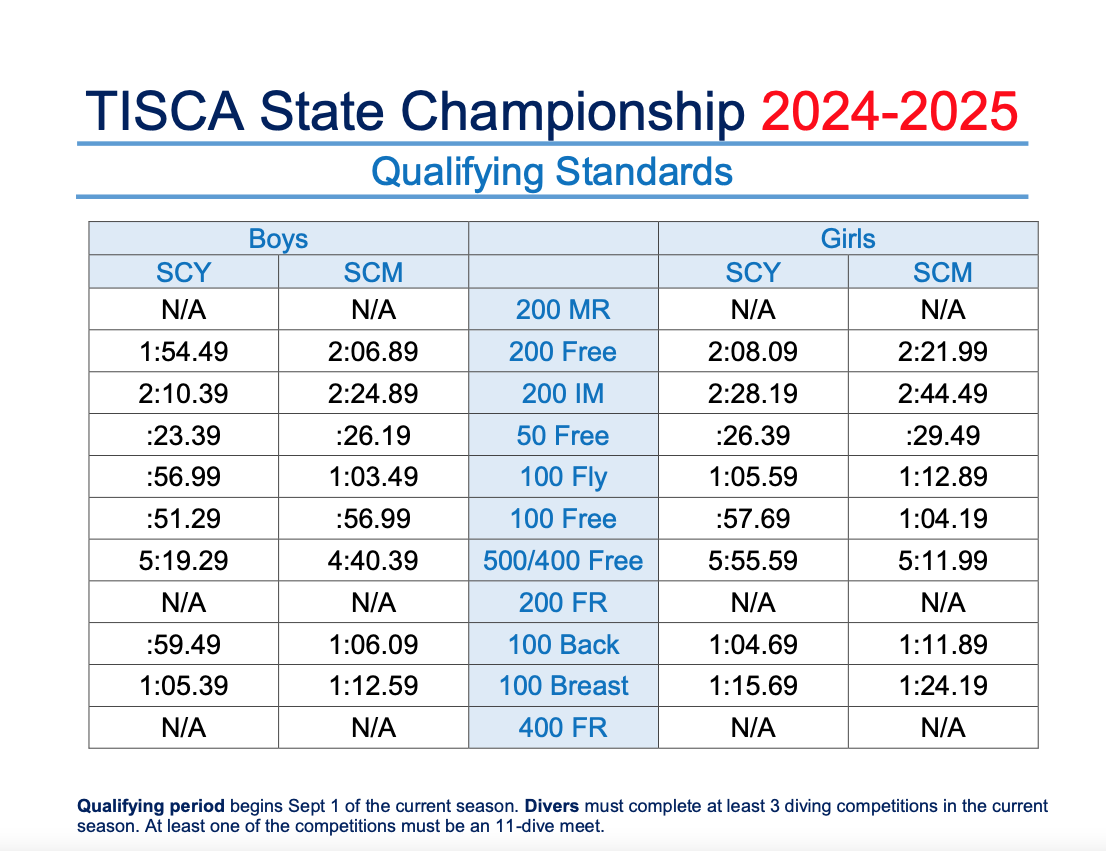 TISCA State Championship 2024-2025
Qualifying Standards
Boys Girls
SCY SCM SCY SCM
N/A N/A 200 MR N/A N/A
1:54.49 2:06.89 200 Free 2:08.09 2:21.99
2:10.39 2:24.89 200 IM 2:28.19 2:44.49
:23.39 :26.19 50 Free :26.39 :29.49
:56.99 1:03.49 100 Fly 1:05.59 1:12.89
:51.29 :56.99 100 Free :57.69 1:04.19
5:19.29 4:40.39 500/400 Free 5:55.59 5:11.99
N/A N/A 200 FR N/A N/A
:59.49 1:06.09 100 Back 1:04.69 1:11.89
1:05.39 1:12.59 100 Breast 1:15.69 1:24.19
N/A N/A 400 FR N/A N/A
Qualifying period begins Sept 1 of the current season. Divers must complete at least 3 diving competitions in the current
season. At least one of the competitions must be an 11-dive meet.